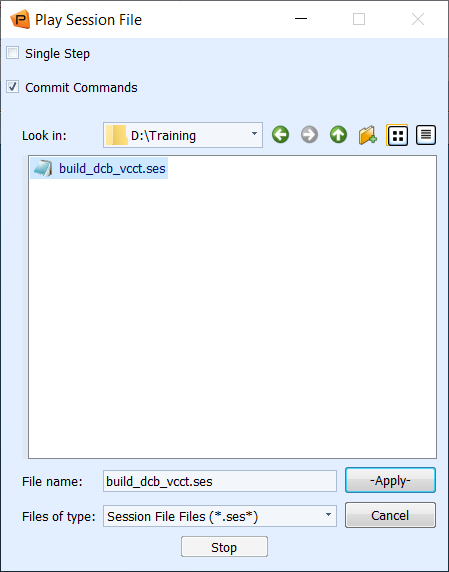 Play Session File
Single Step
Commit Commands
Look in: D:\Training
build_dcb_vcct.ses
File name: build_dcb_vcct.ses -Apply-
Files of type: Session File Files (*.ses*) Cancel
Stop